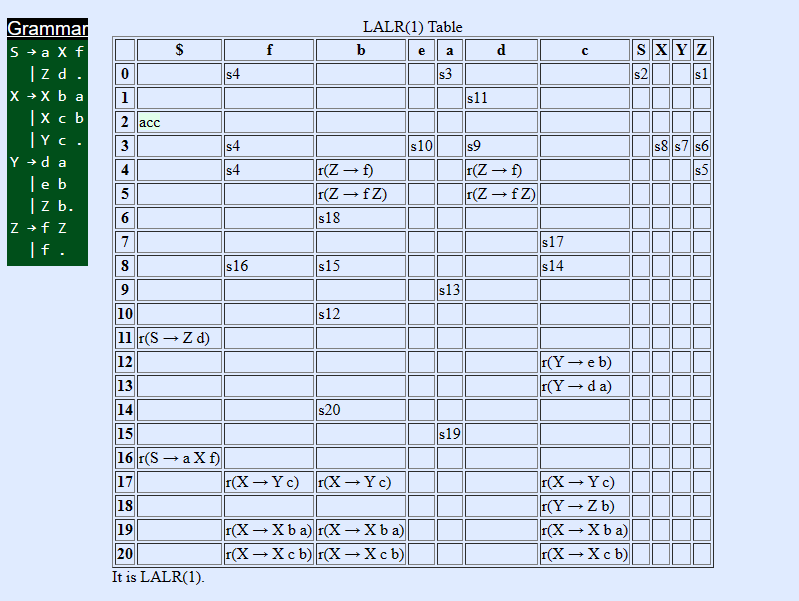 Grammar
S → a X f
| Z d .
X → X b a
| X c b
| Y c .
Y → d a
| e b
| Z b.
Z → f Z
| f .
LALR(1) Table
$ f b e a d c S X Y Z
0 s4 s3 s2 s1
1 s11
2 acc
3 s4 s10 s9 s8 s7 s6
4 s4 r(Z → f) r(Z → f) s5
5 r(Z → f Z) r(Z → f Z)
6 s18
7 s17
8 s16 s15 s14
9 s13
10 s12
11 r(S → Z d)
12 r(Y → e b)
13 r(Y → d a)
14 s20
15 s19
16 r(S → a X f)
17 r(X → Y c) r(X → Y c) r(X → Y c)
18 r(Y → Z b)
19 r(X → X b a) r(X → X b a) r(X → X b a)
20 r(X → X c b) r(X → X c b) r(X → X c b)
It is LALR(1).